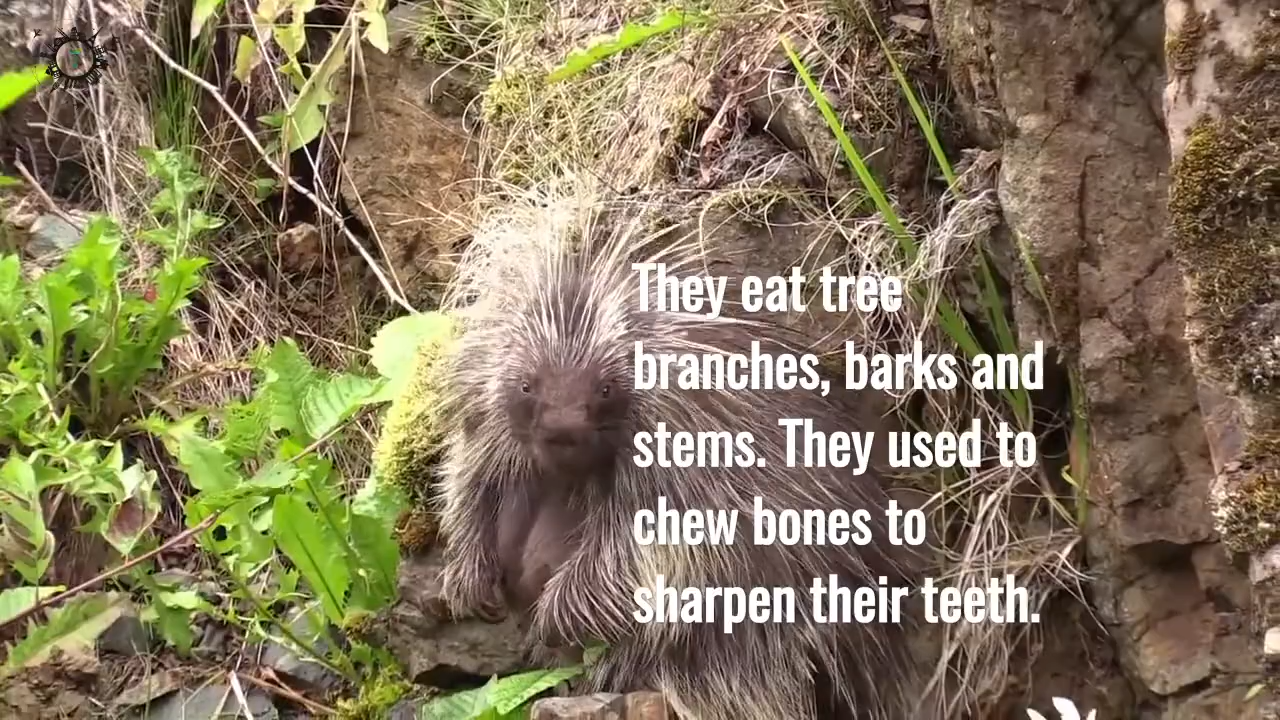 They eat tree
branches, barks and
stems. They used to
chew bones to
sharpen their teeth.